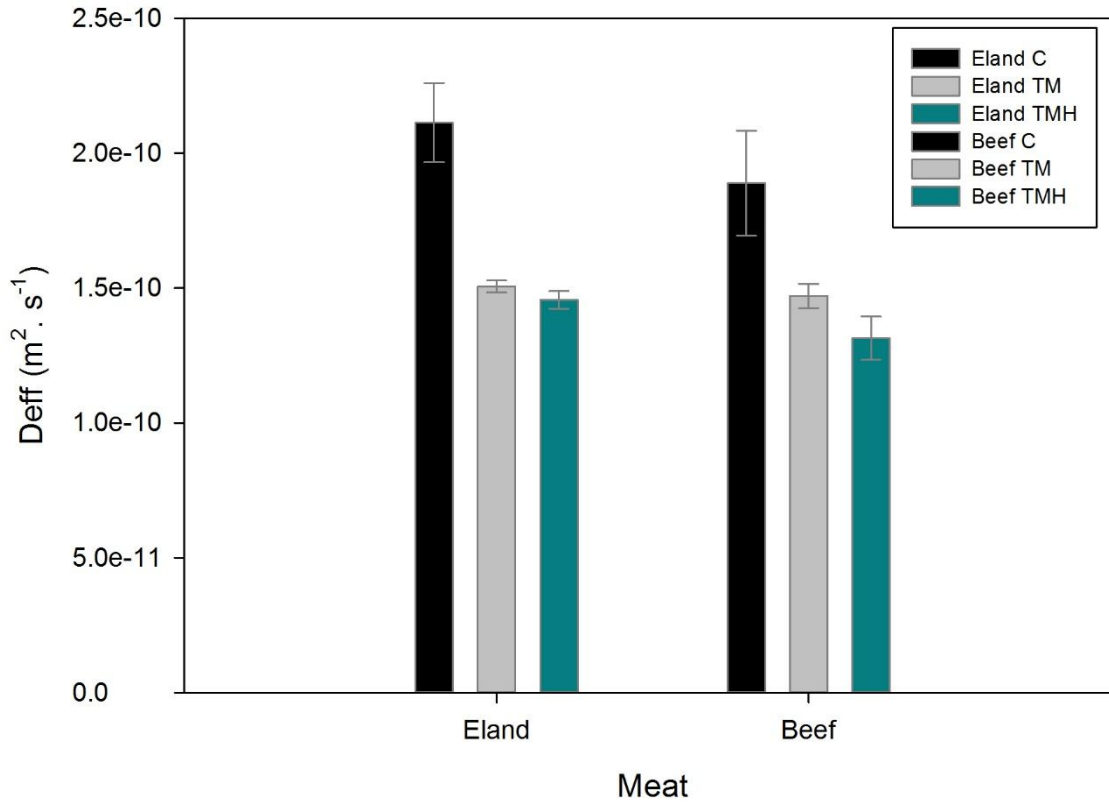 2.5e-10
2.0e-10
1.5e-10
1.0e-10
5.0e-11
0.0
Deff (m². s⁻¹)
Eland C
Eland TM
Eland TMH
Beef C
Beef TM
Beef TMH
Eland Beef
Meat